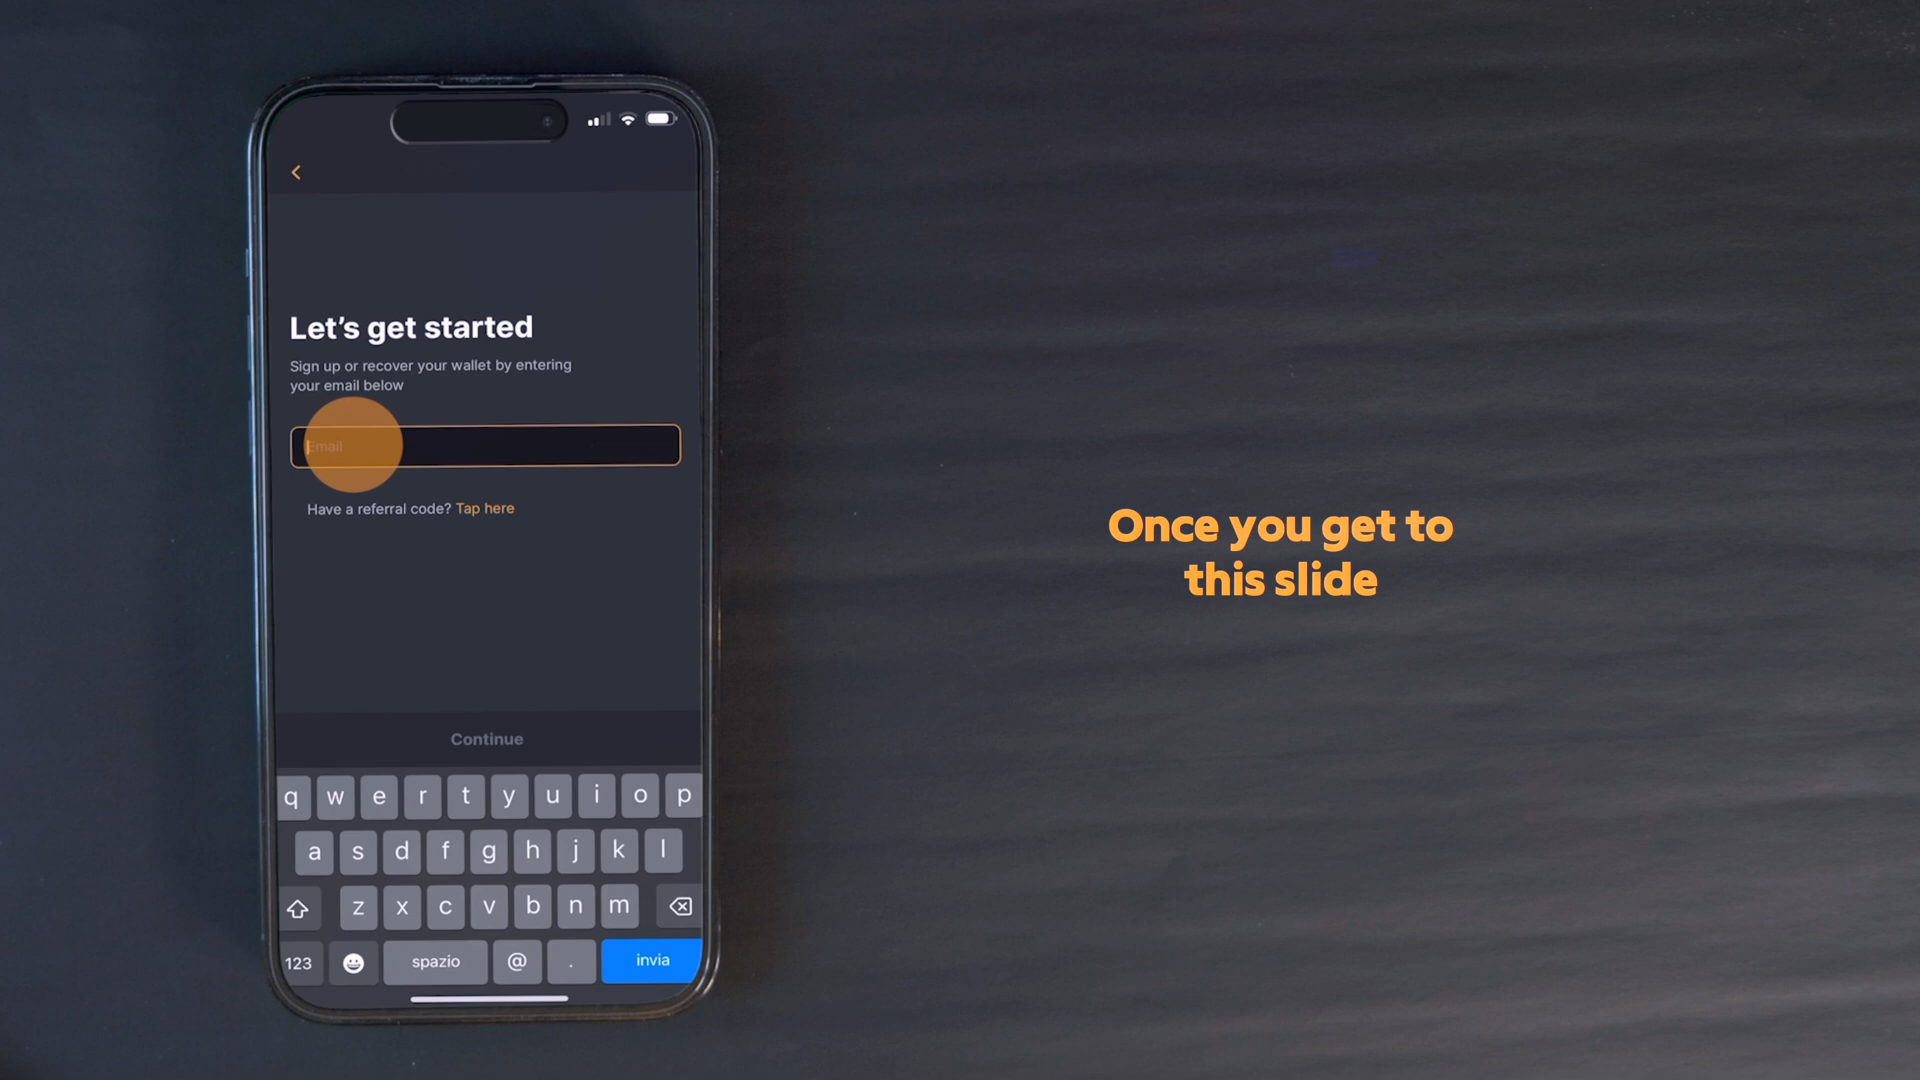 Let's get started
Sign up or recover your wallet by entering
your email below
Email
Have a referral code? Tap here
Continue
q w e r t y u i o p
a s d f g h j k l
z x c v b n m
123 spazio @ . invia
Once you get to
this slide